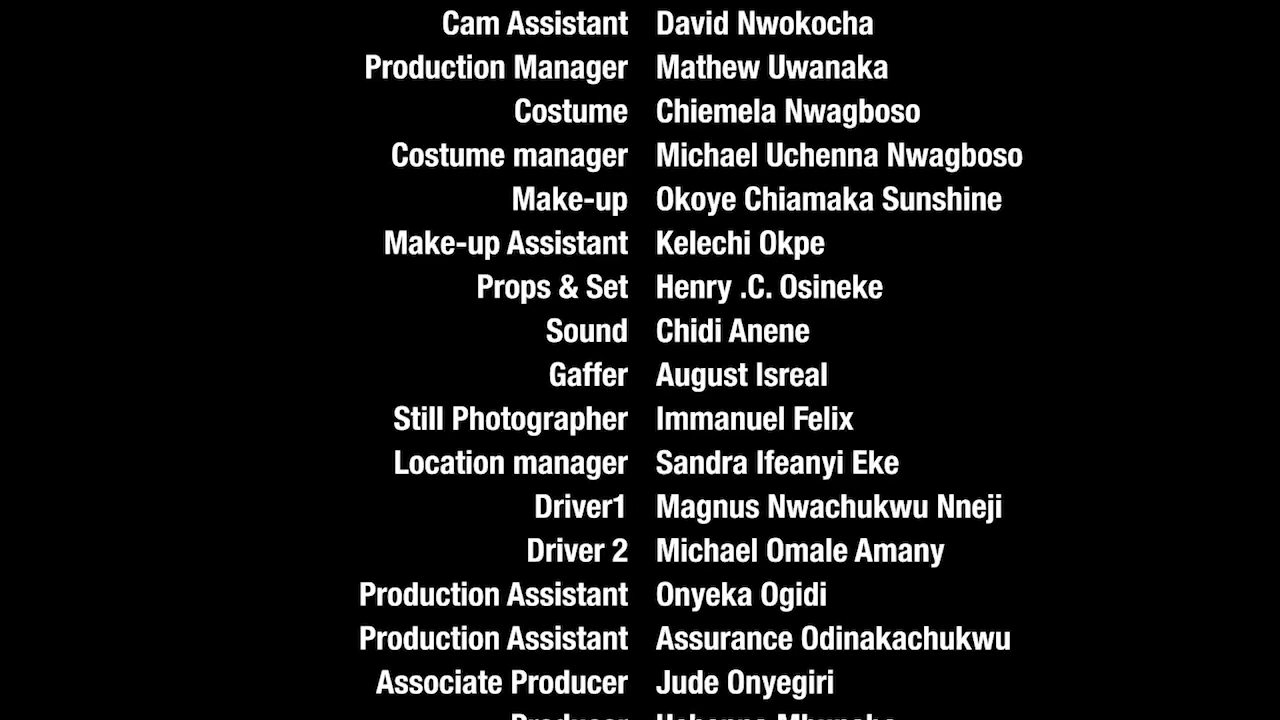 Cam Assistant David Nwokocha
Production Manager Mathew Uwanaka
Costume Chiemela Nwagboso
Costume manager Michael Uchenna Nwagboso
Make-up Okoye Chiamaka Sunshine
Make-up Assistant Kelechi Okpe
Props & Set Henry .C. Osineke
Sound Chidi Anene
Gaffer August Isreal
Still Photographer Immanuel Felix
Location manager Sandra Ifeanyi Eke
Driver1 Magnus Nwachukwu Nneji
Driver 2 Michael Omale Amany
Production Assistant Onyeka Ogidi
Production Assistant Assurance Odinakachukwu
Associate Producer Jude Onyegiri
Producer